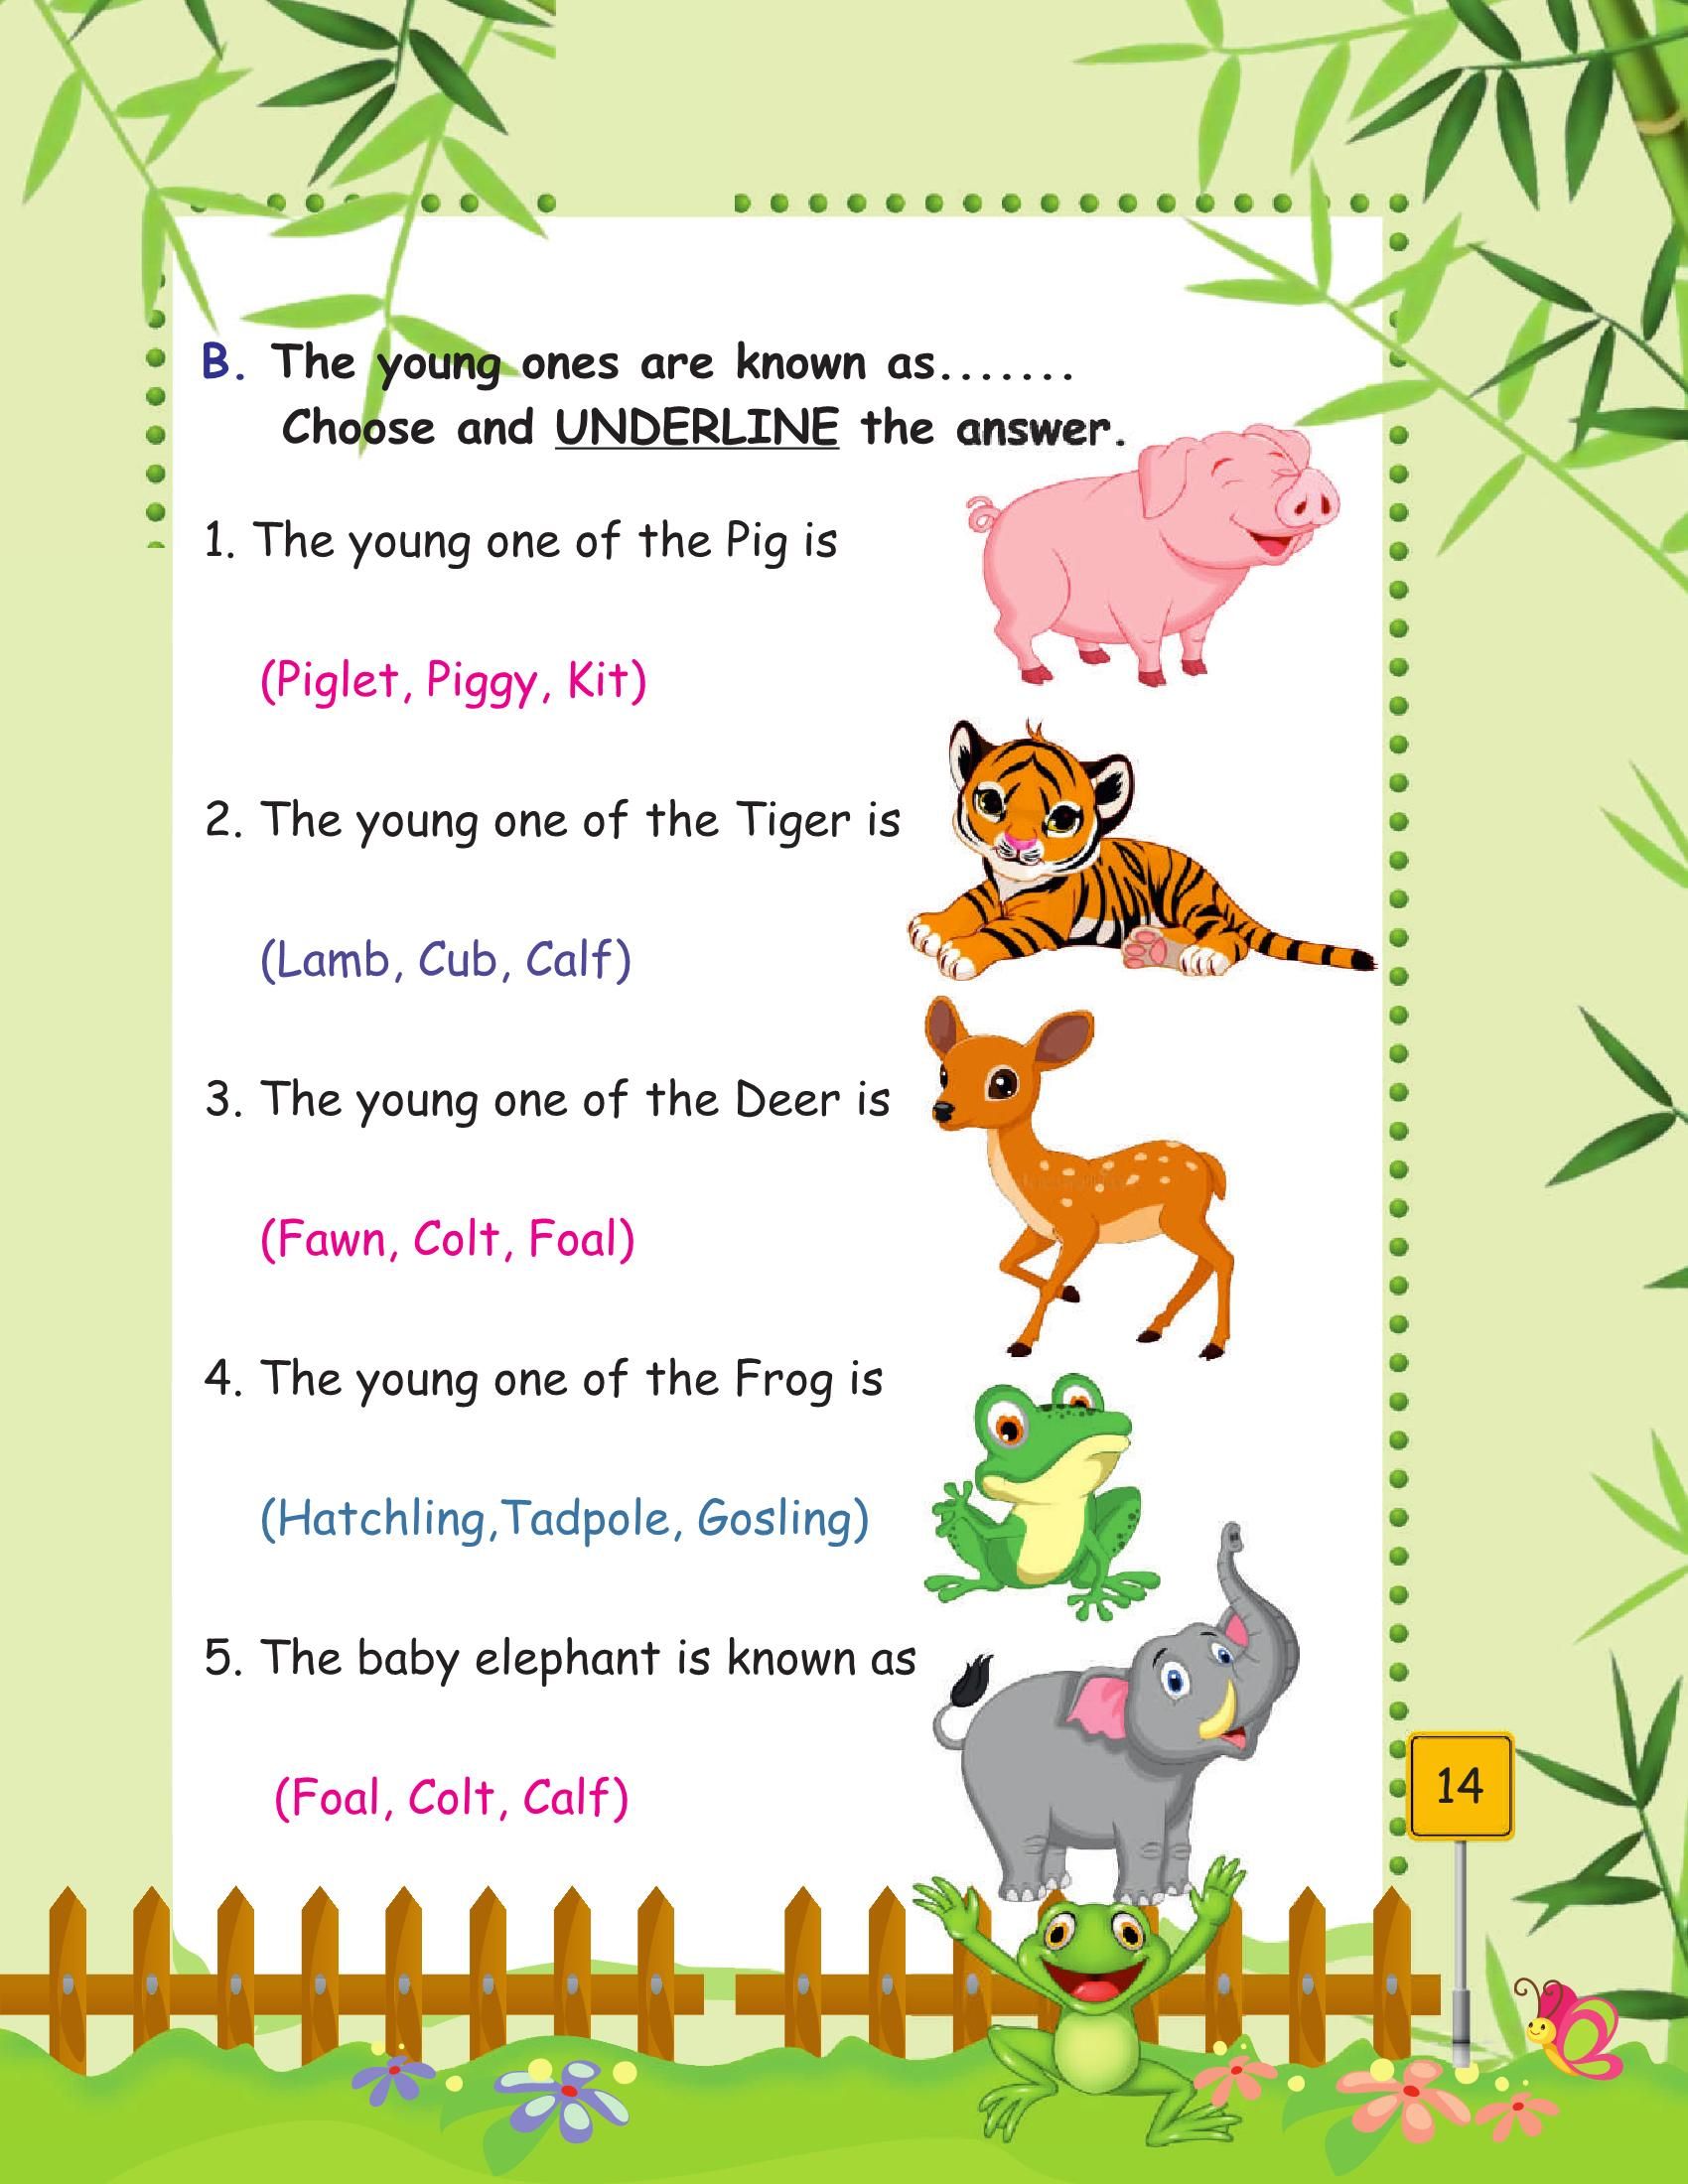 B. The young ones are known as.......
Choose and UNDERLINE the answer.
1. The young one of the Pig is
(Piglet, Piggy, Kit)
2. The young one of the Tiger is
(Lamb, Cub, Calf)
3. The young one of the Deer is
(Fawn, Colt, Foal)
4. The young one of the Frog is
(Hatchling,Tadpole, Gosling)
5. The baby elephant is known as
(Foal, Colt, Calf)
14